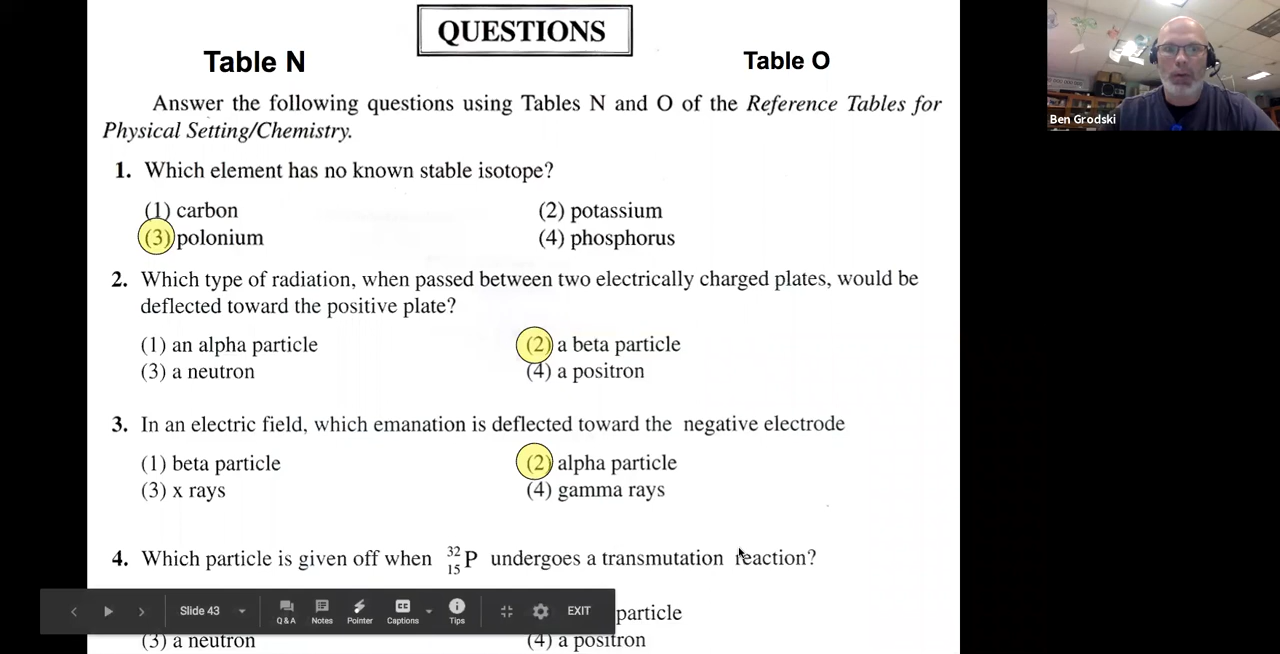 QUESTIONS
Table N
Table O
Answer the following questions using Tables N and O of the Reference Tables for
Physical Setting/Chemistry.
1. Which element has no known stable isotope?
(1) carbon (2) potassium
(3) polonium (4) phosphorus
2. Which type of radiation, when passed between two electrically charged plates, would be
deflected toward the positive plate?
(1) an alpha particle (2) a beta particle
(3) a neutron (4) a positron
3. In an electric field, which emanation is deflected toward the negative electrode
(1) beta particle (2) alpha particle
(3) x rays (4) gamma rays
4. Which particle is given off when ³²₁₅P undergoes a transmutation reaction?
particle
(3) a neutron (4) a positron
Slide 43
Q&A
Notes
Pointer
CC
Captions
Tips
EXIT
Ben Grodski